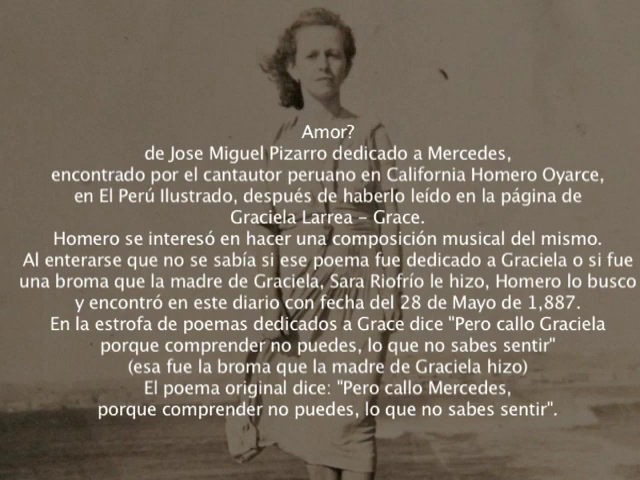 Amor?
de Jose Miguel Pizarro dedicado a Mercedes,
encontrado por el cantautor peruano en California Homero Oyarce,
en El Perú Ilustrado, después de haberlo leído en la página de
Graciela Larrea - Grace.
Homero se interesó en hacer una composición musical del mismo.
Al enterarse que no se sabía si ese poema fue dedicado a Graciela o si fue
una broma que la madre de Graciela, Sara Riofrío le hizo, Homero lo busco
y encontró en este diario con fecha del 28 de Mayo de 1,887.
En la estrofa de poemas dedicados a Grace dice "Pero callo Graciela
porque comprender no puedes, lo que no sabes sentir"
(esa fue la broma que la madre de Graciela hizo)
El poema original dice: "Pero callo Mercedes,
porque comprender no puedes, lo que no sabes sentir".